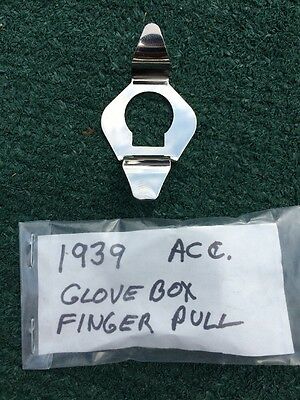 1939 ACC.
GLOVE BOX
FINGER PULL